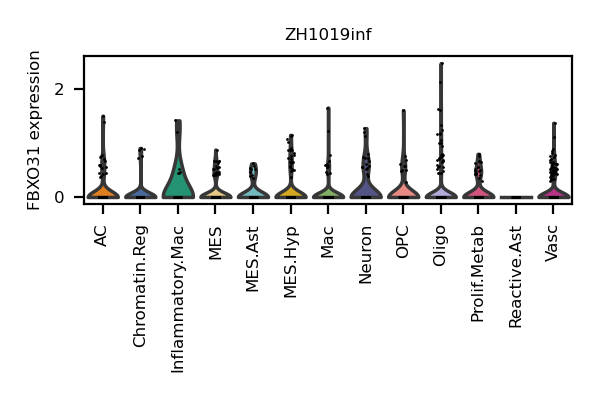 ZH1019inf
FBXO31 expression
2
0
AC
Chromatin.Reg
Inflammatory.Mac
MES
MES.Ast
MES.Hyp
Mac
Neuron
OPC
Oligo
Prolif.Metab
Reactive.Ast
Vasc